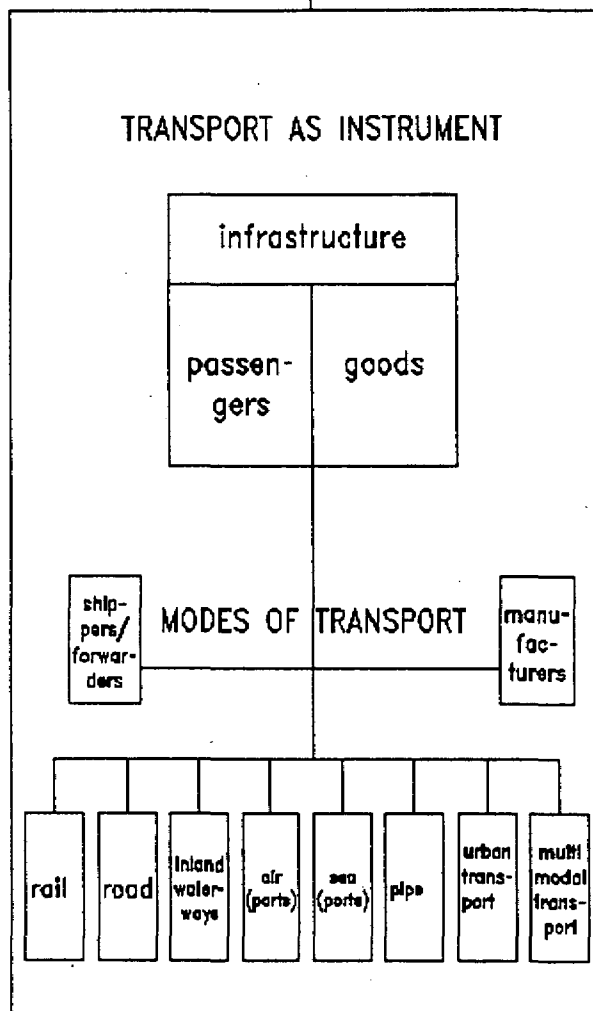 TRANSPORT AS INSTRUMENT
infrastructure
passen-
gers
goods
ship-
pers/
forwar-
ders
MODES OF TRANSPORT
manu-
fac-
turers
rail
road
inland
water-
ways
air
(ports)
sea
(ports)
pipe
urban
trans-
port
multi
modal
trans-
port